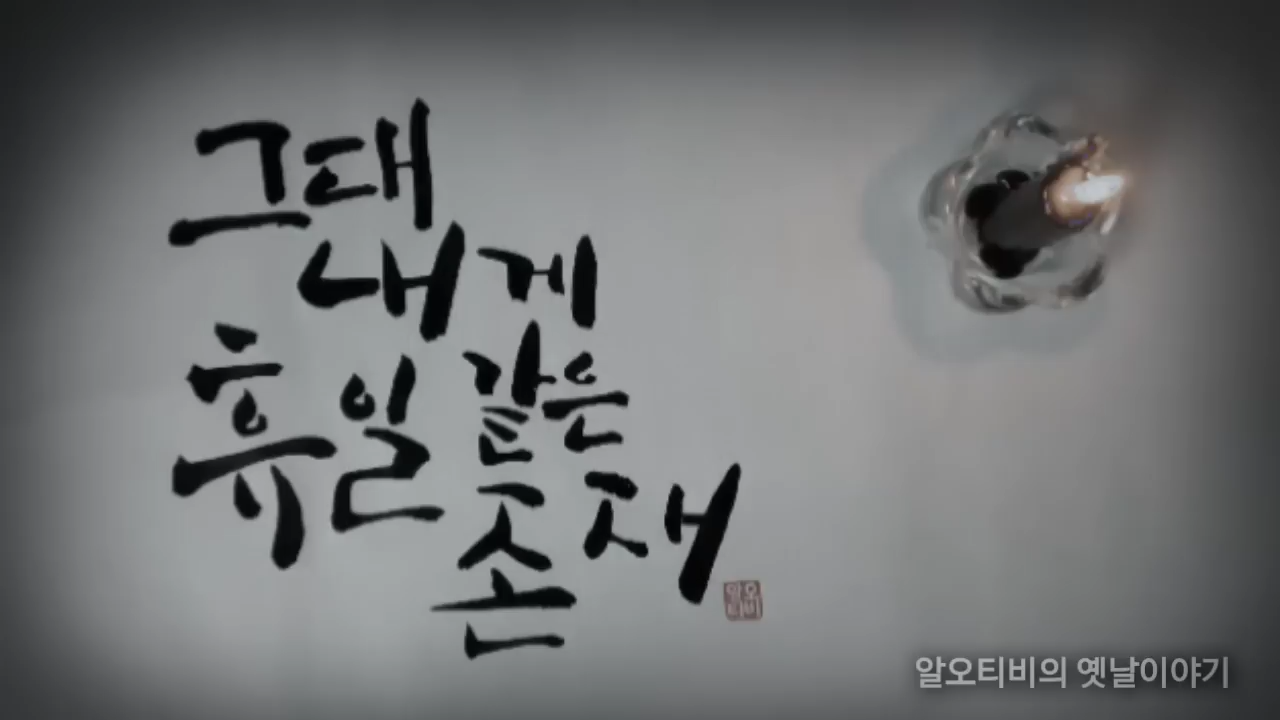 그대
내게
휴일 같은
존재
알오
티비
알오티비의 옛날이야기